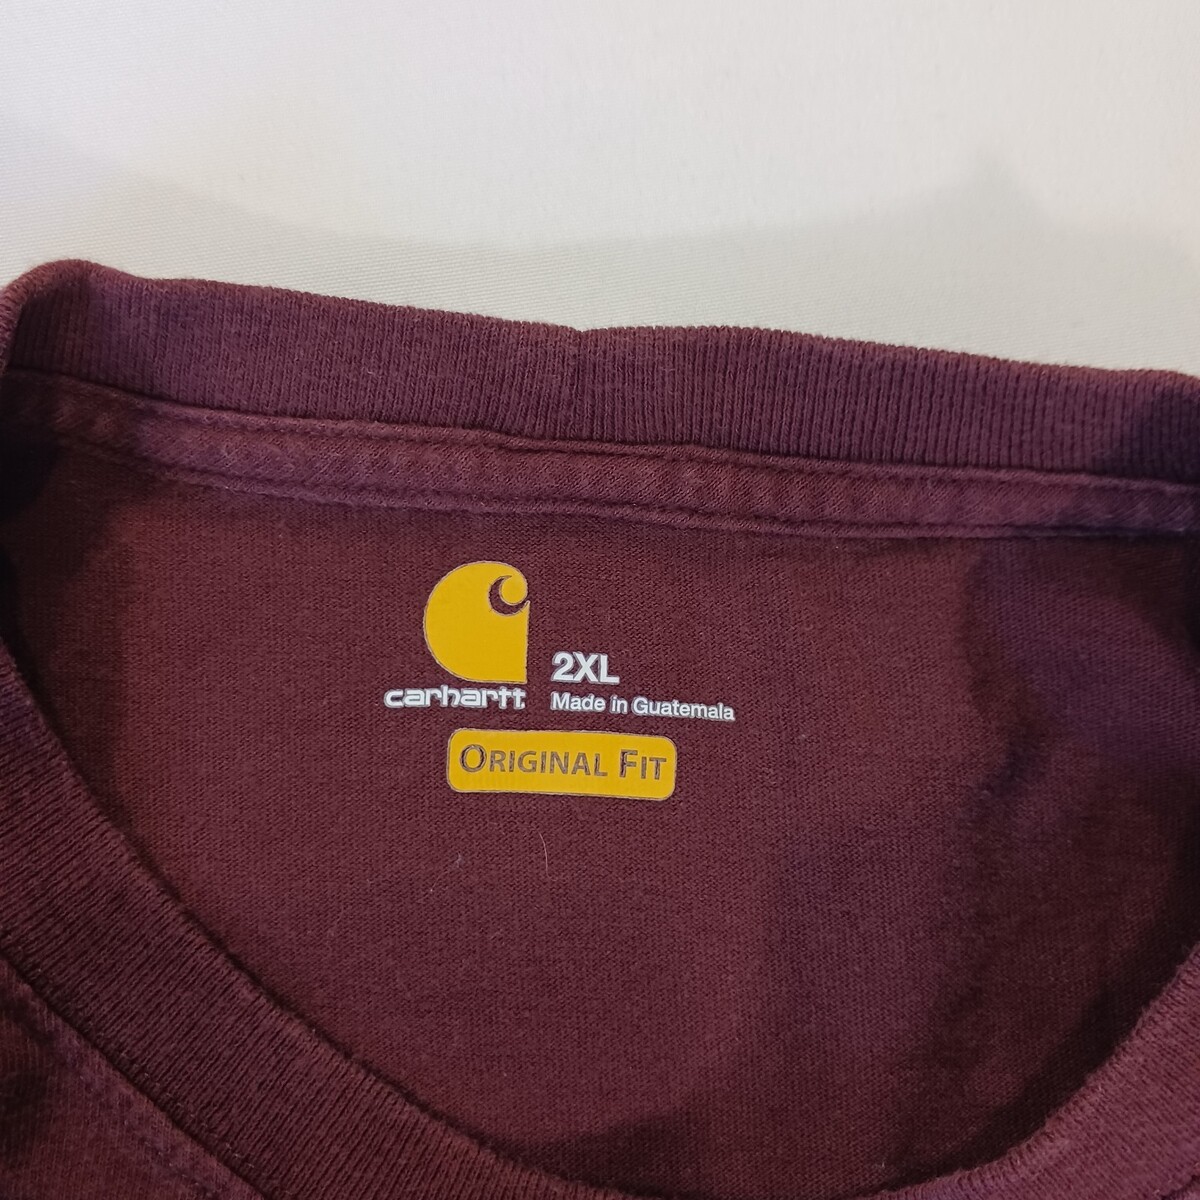 carhartt
2XL
Made in Guatemala
ORIGINAL FIT